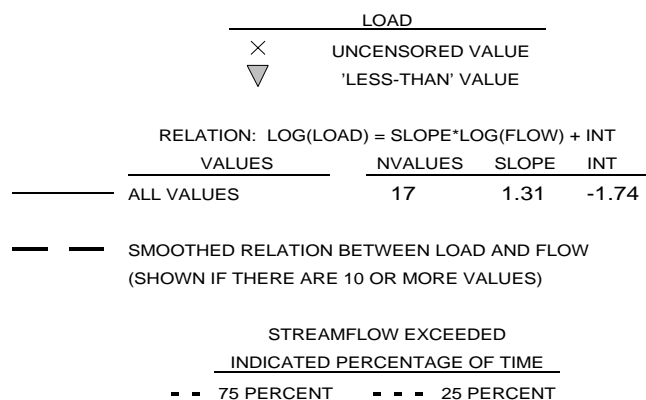 LOAD
UNCENSORED VALUE
'LESS-THAN' VALUE
RELATION: LOG(LOAD) = SLOPE*LOG(FLOW) + INT
VALUES NVALUES SLOPE INT
ALL VALUES 17 1.31 -1.74
SMOOTHED RELATION BETWEEN LOAD AND FLOW
(SHOWN IF THERE ARE 10 OR MORE VALUES)
STREAMFLOW EXCEEDED
INDICATED PERCENTAGE OF TIME
75 PERCENT 25 PERCENT